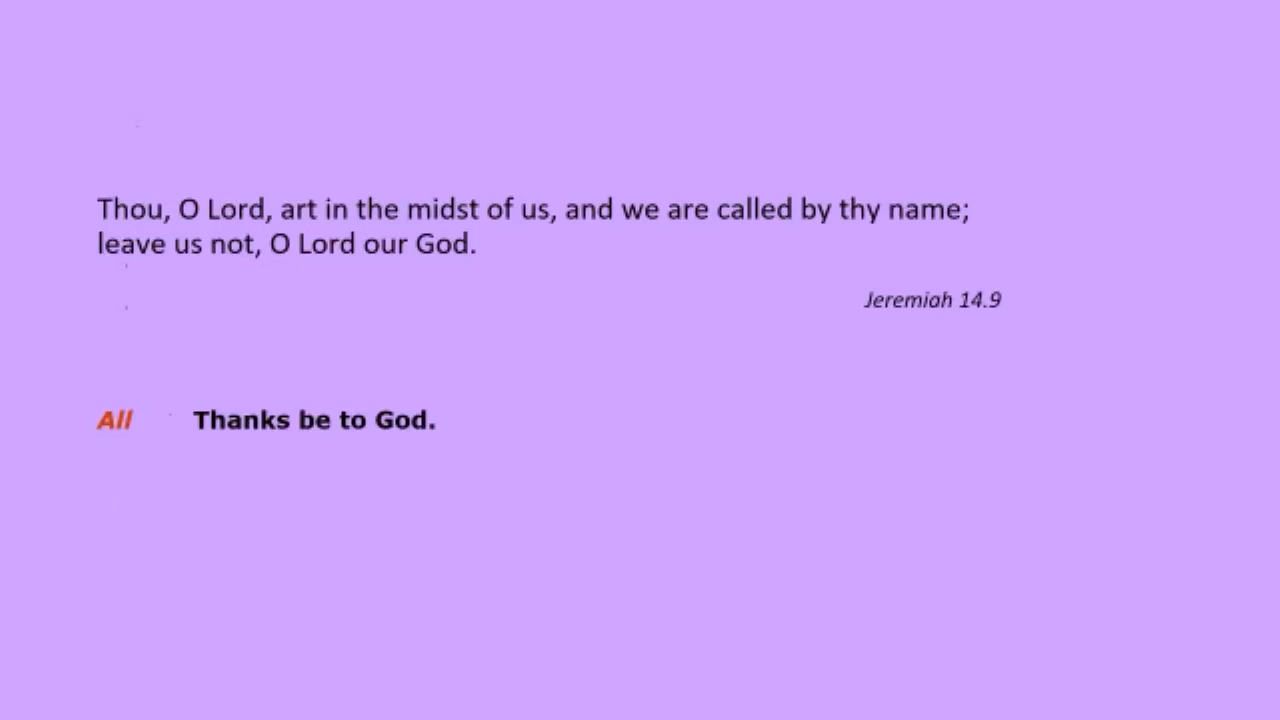 Thou, O Lord, art in the midst of us, and we are called by thy name;
leave us not, O Lord our God.
Jeremiah 14.9
All Thanks be to God.